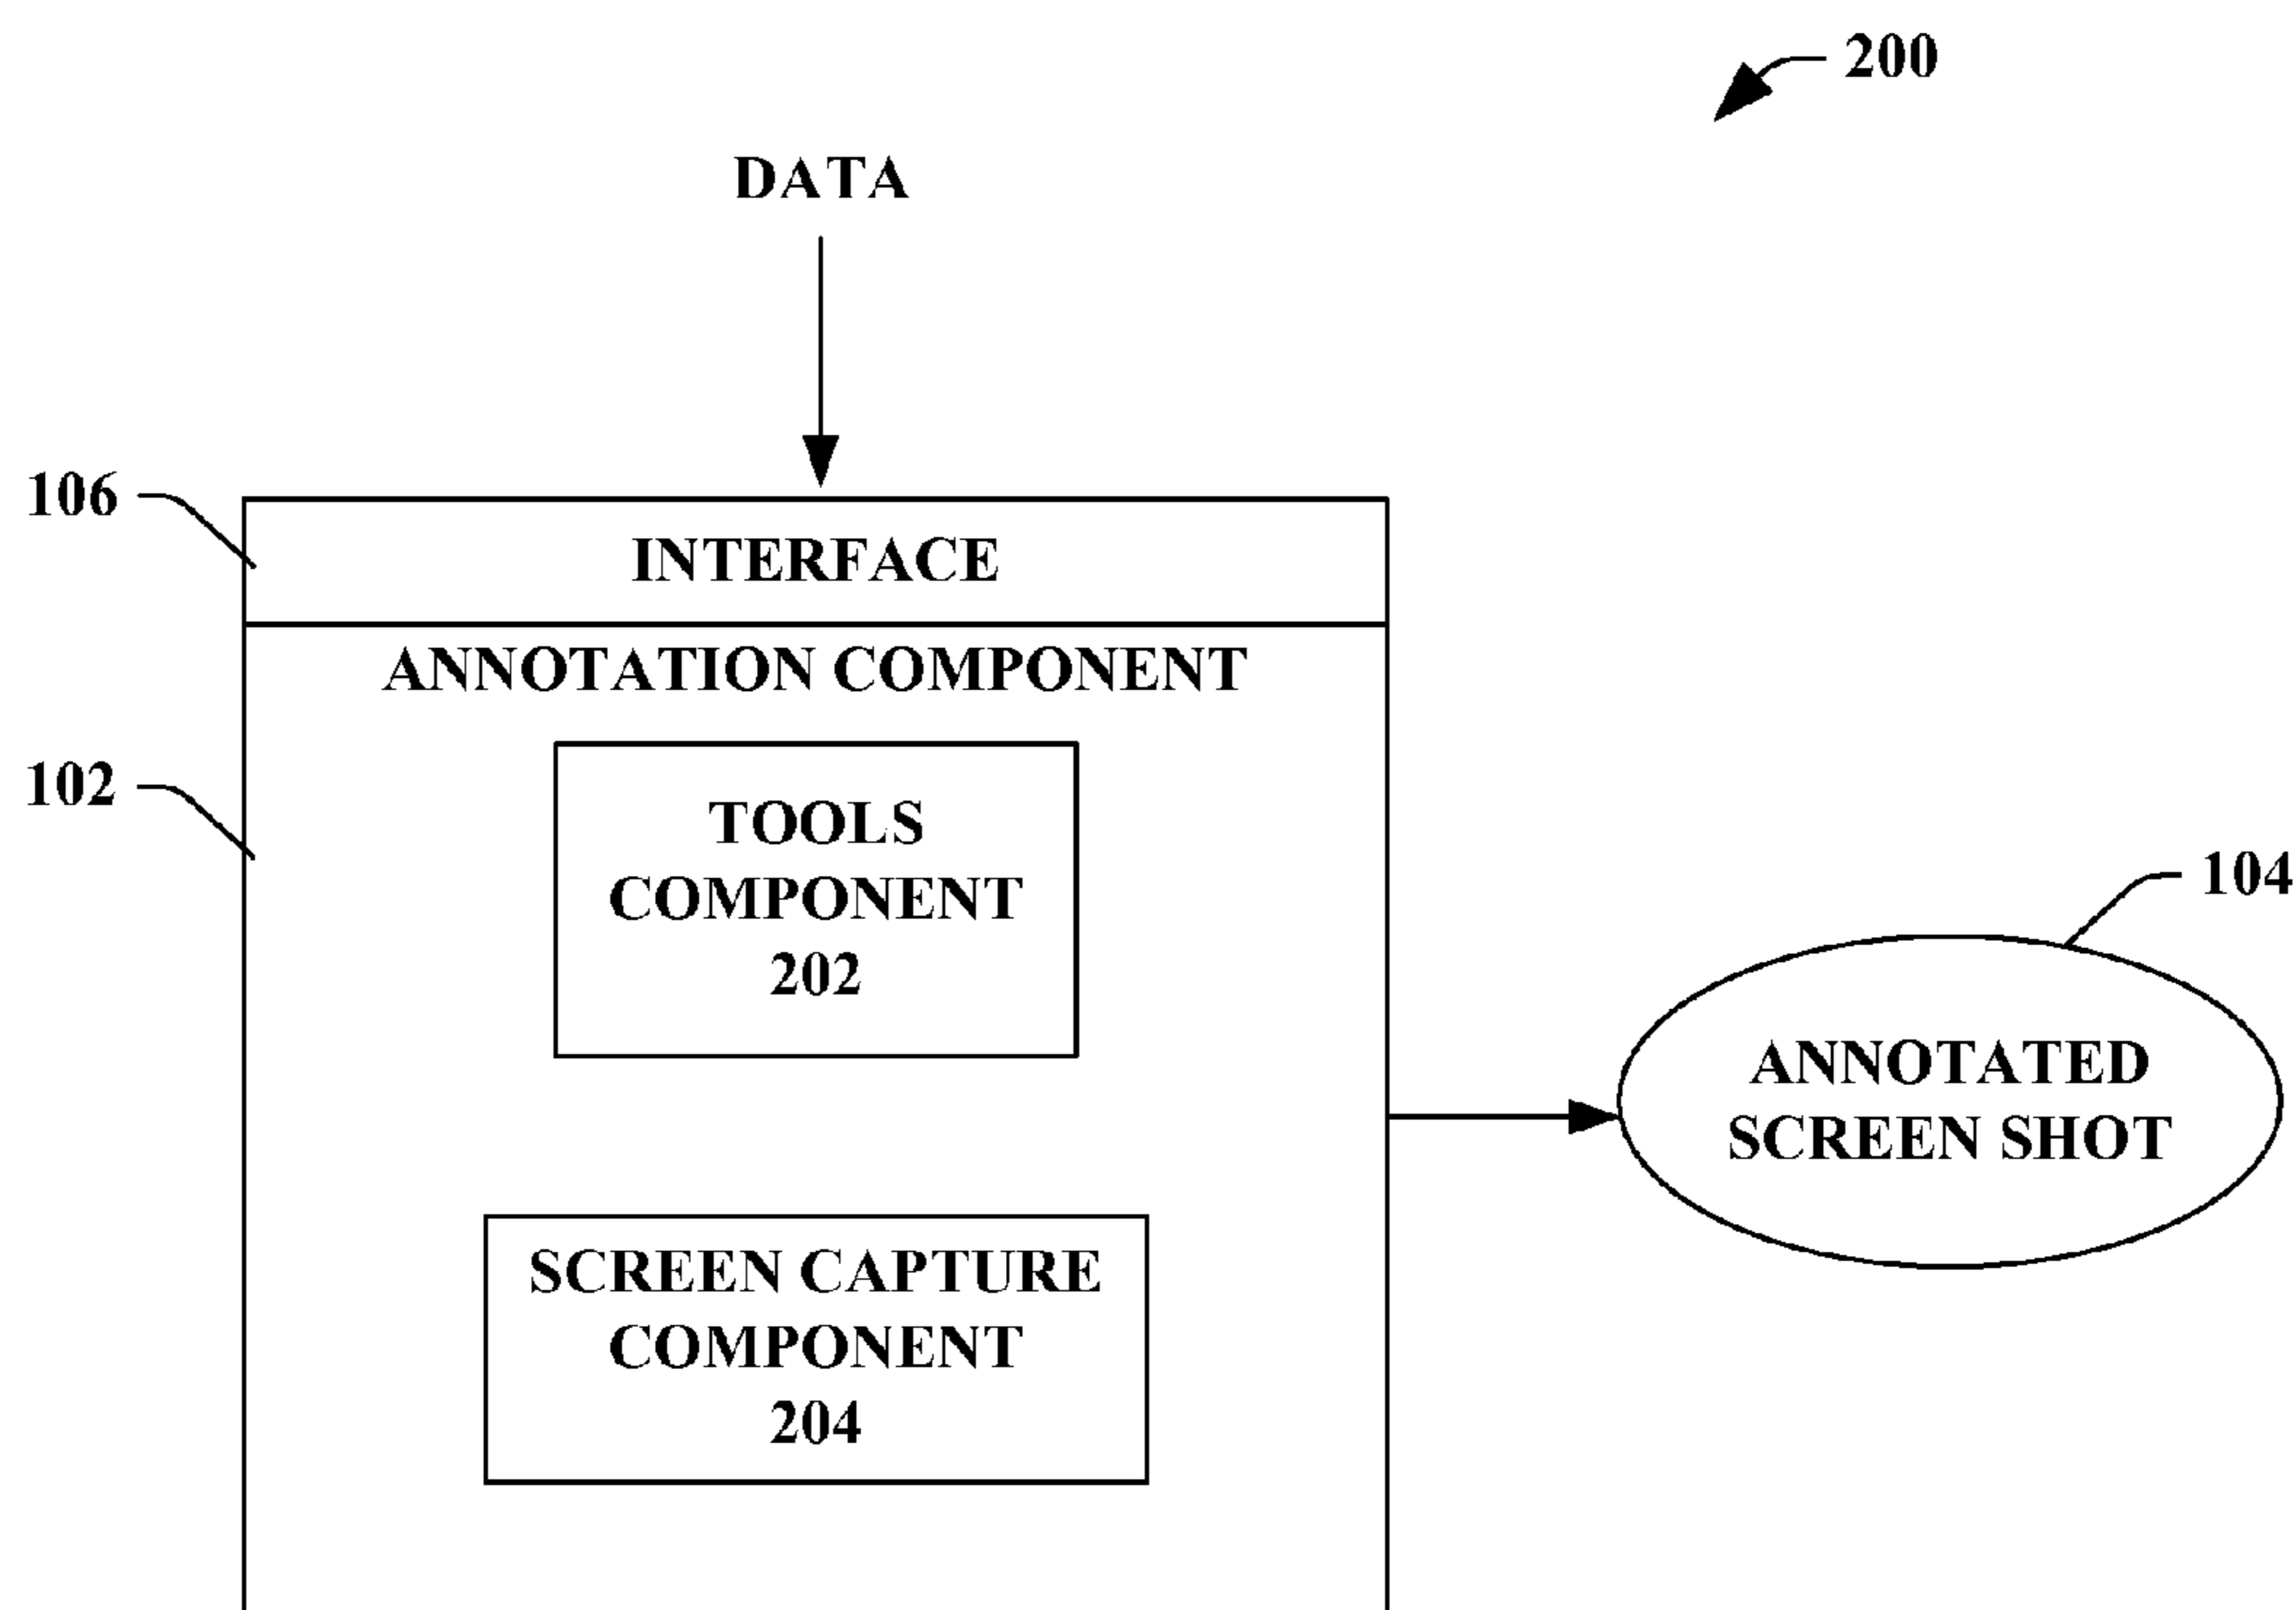 200
DATA
106
INTERFACE
ANNOTATION COMPONENT
102
TOOLS
COMPONENT
202
104
ANNOTATED
SCREEN SHOT
SCREEN CAPTURE
COMPONENT
204